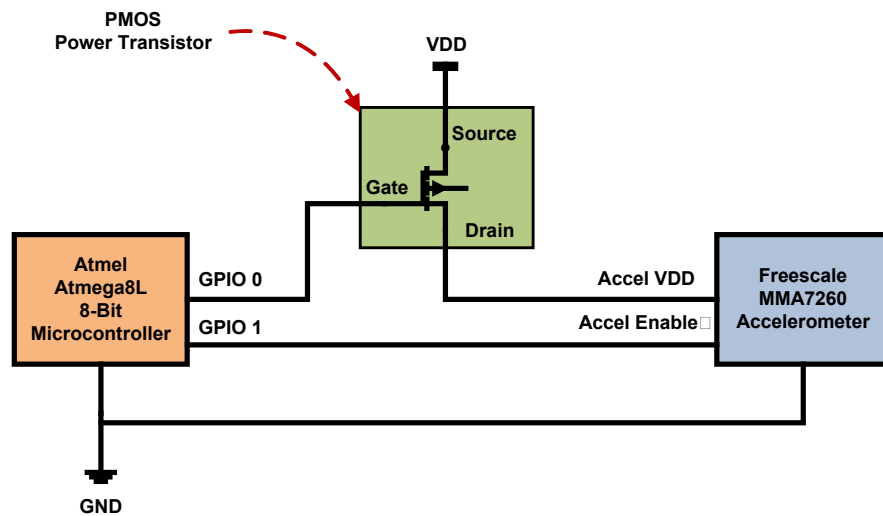 PMOS
Power Transistor
VDD
Source
Gate
Drain
Atmel
Atmega8L
8-Bit
Microcontroller
GPIO 0
GPIO 1
Accel VDD
Accel Enable
Freescale
MMA7260
Accelerometer
GND